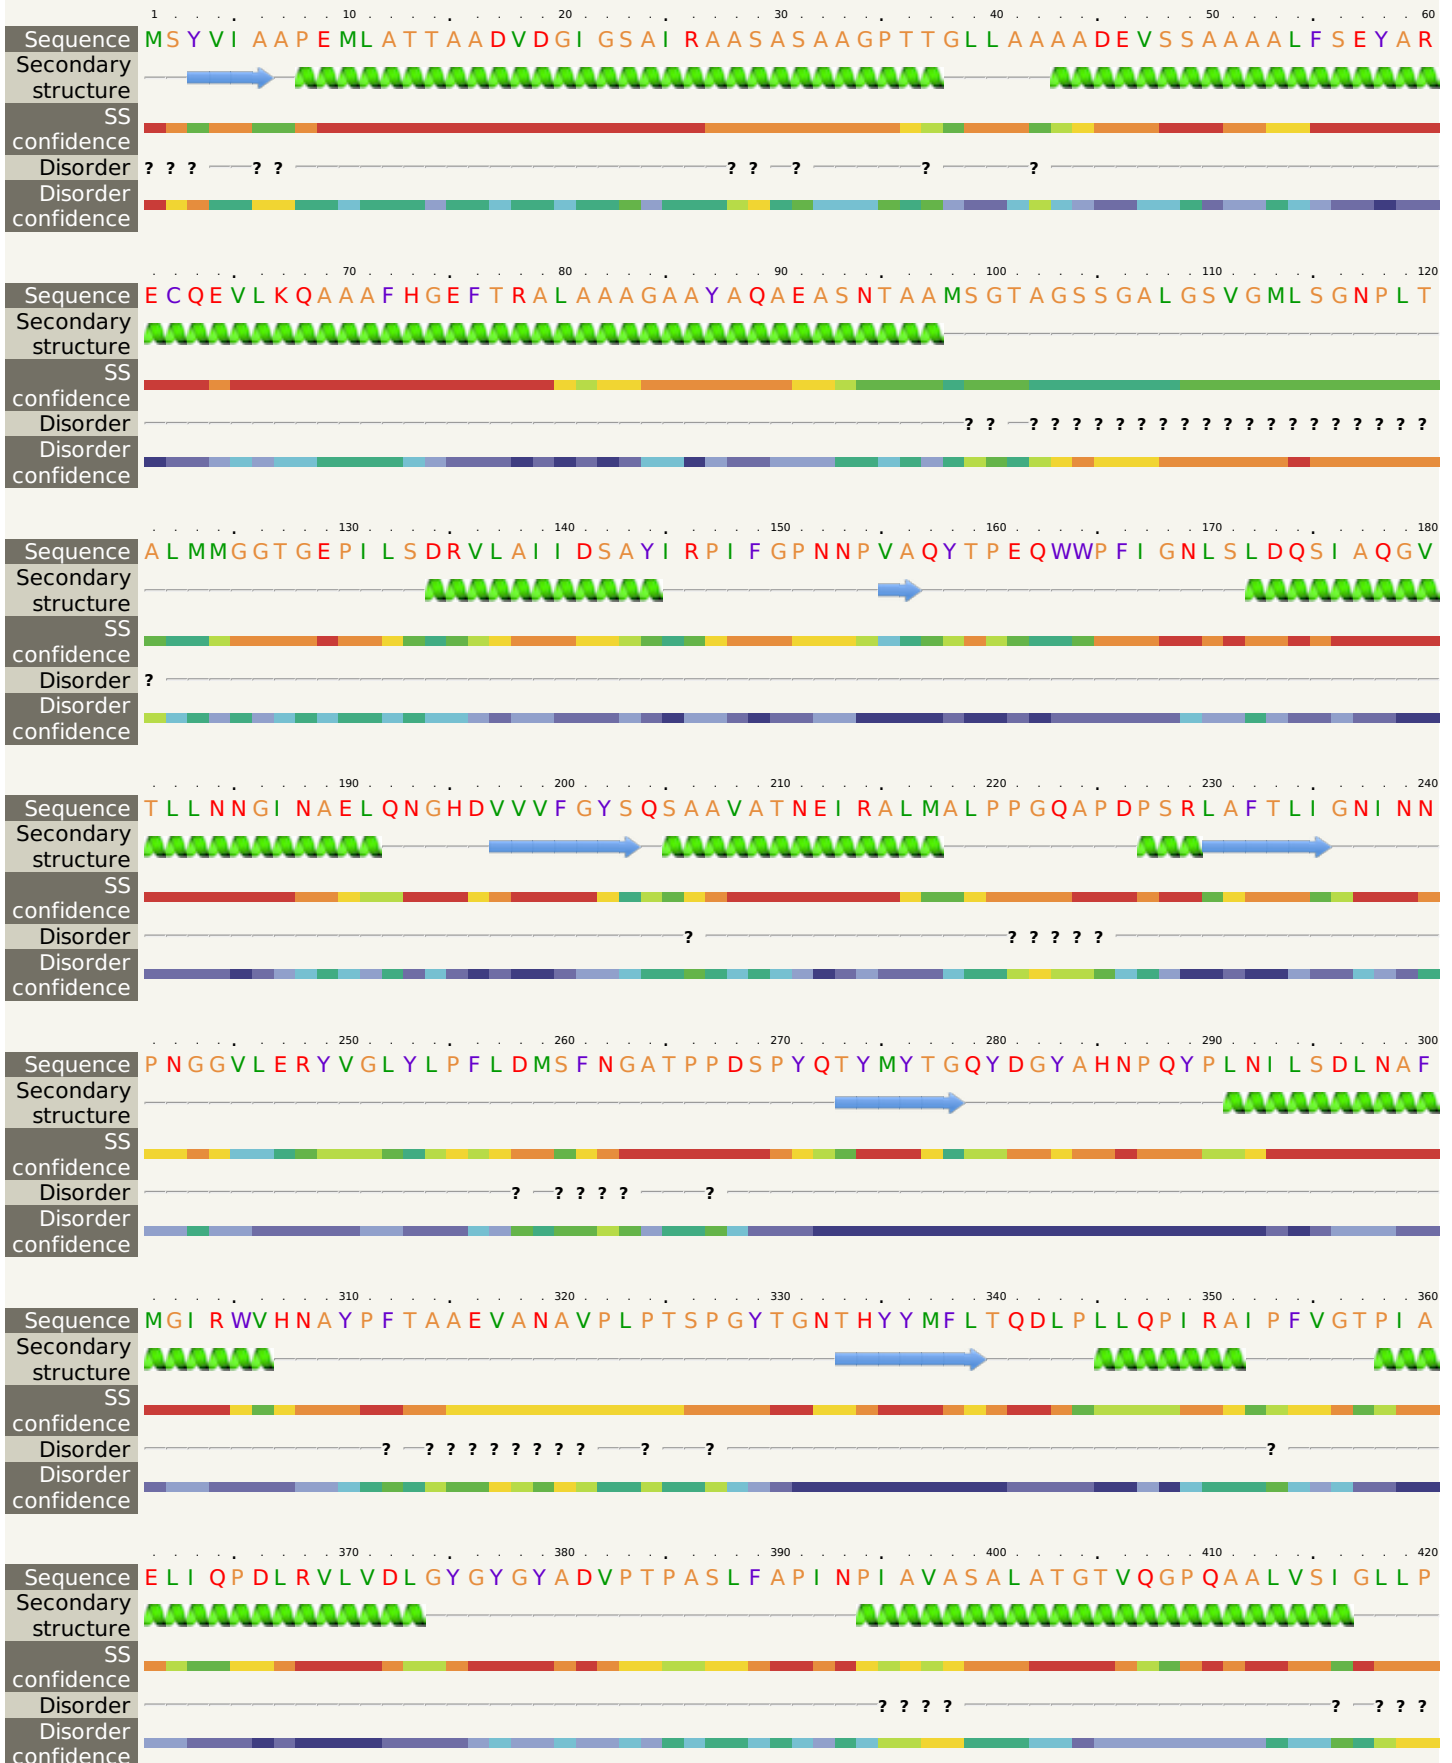 1 10 20 30 40 50 60
Sequence MSYVIAAPEMLATTAADVDGIGSAIRAASASAAGPTTGLLAAAADEVSSAAAALFSEYAR
Secondary structure
SS confidence
Disorder ? ? ? ? ? ? ? ? ? ?
Disorder confidence
70 80 90 100 110 120
Sequence ECQEVLKQAAAFHGEFTRALAAAGAAYAQAEASNTAAMSGTAGSSGALGSVGMLSGNPLT
Secondary structure
SS confidence
Disorder ? ? ? ? ? ? ? ? ? ? ? ? ? ? ? ? ? ? ? ? ?
Disorder confidence
130 140 150 160 170 180
Sequence ALMMGGTGEPILSDRVLAIIDSAYIRPIFGPNNPVAQYTPEQWWPFIGNLSLDQSIAQGV
Secondary structure
SS confidence
Disorder ?
Disorder confidence
190 200 210 220 230 240
Sequence TLLNNGINAELQNGHDVVVFGYSQSAAVATNEIRALMALPPGQAPDPSRLAFTLIGNINN
Secondary structure
SS confidence
Disorder ? ? ? ? ? ?
Disorder confidence
250 260 270 280 290 300
Sequence PNGGVLERYVGLYLPFLDMSFNGATPPDSPYQTYMYTGQYDGYAHNPQYPLNILSDLNAF
Secondary structure
SS confidence
Disorder ? ? ? ? ? ?
Disorder confidence
310 320 330 340 350 360
Sequence MGIRWVHNAYPFTAAEVANAVPLPTSPGYTGNTHYYMFLTQDLPLLQPIRAIPFVGTPIA
Secondary structure
SS confidence
Disorder ? ? ? ? ? ? ? ? ? ? ? ?
Disorder confidence
370 380 390 400 410 420
Sequence ELIQPDLRVLVDLGYGYGYADVPTPASLFAPINPIAVASALATGTVQGPQAALVSIGLLP
Secondary structure
SS confidence
Disorder ? ? ? ? ? ? ? ?
Disorder confidence